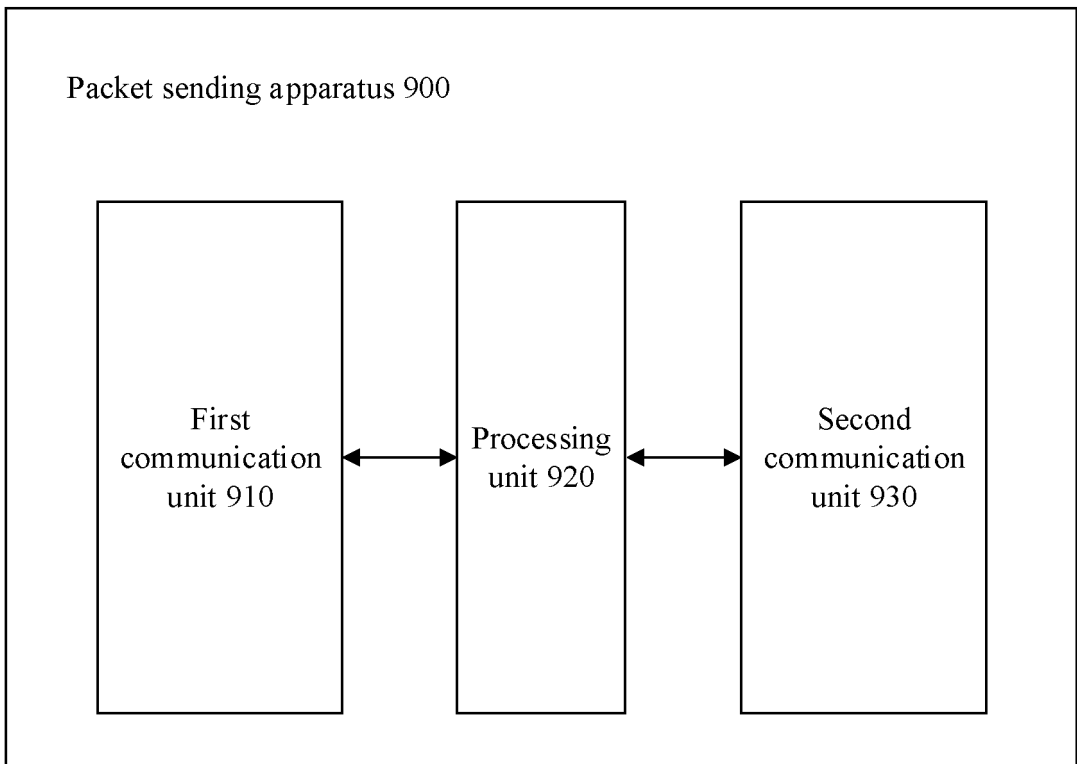 Packet sending apparatus 900
First
communication
unit 910
Processing
unit 920
Second
communication
unit 930